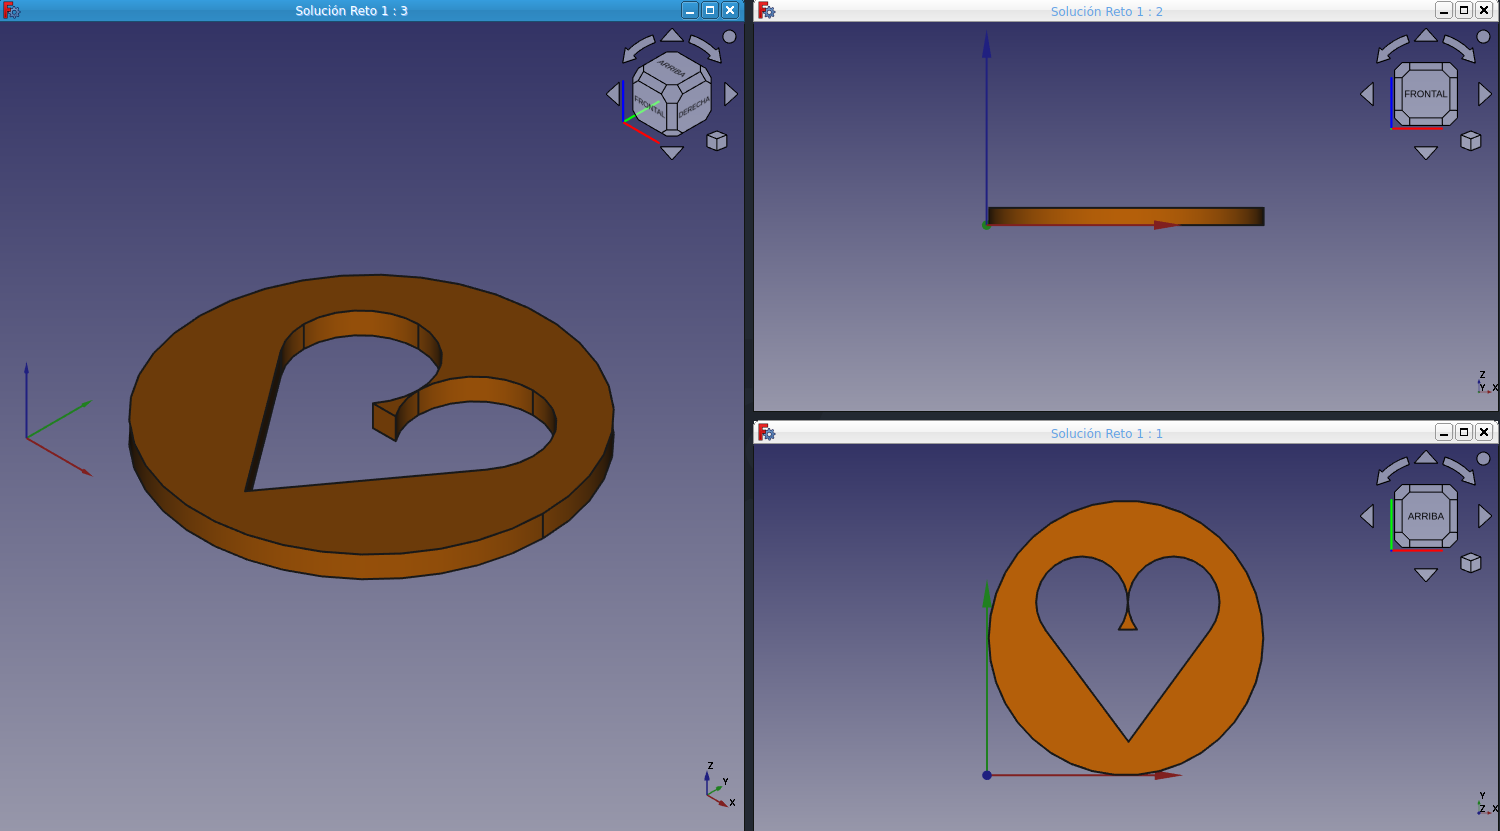 Solución Reto 1 : 3
ARRIBA
FRONTAL
DERECHA
Z
Y
X
Solución Reto 1 : 2
FRONTAL
Z
Y X
Solución Reto 1 : 1
ARRIBA
Y
Z X